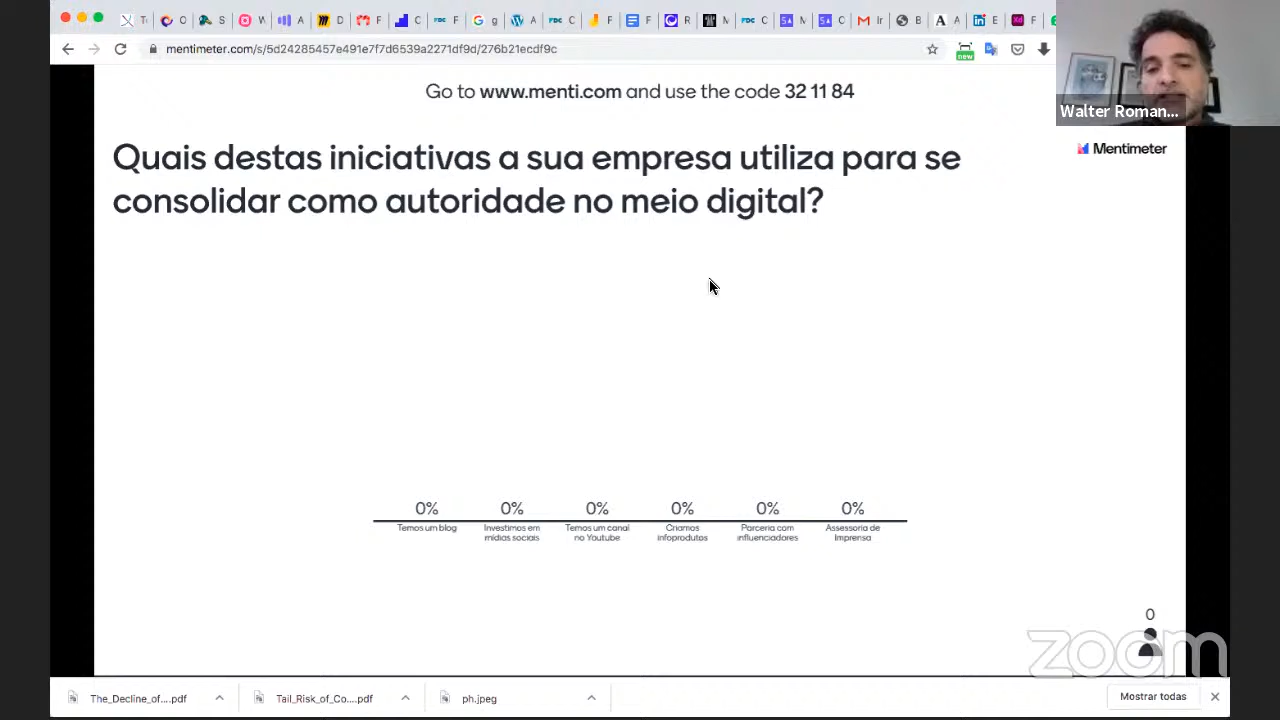 mentimeter.com/s/5d24285457e491e7f7d6539a2271df9d/276b21ecdf9c
new
Go to www.menti.com and use the code 32 11 84
Walter Roman...
Mentimeter
Quais destas iniciativas a sua empresa utiliza para se
consolidar como autoridade no meio digital?
0% 0% 0% 0% 0% 0%
Temos um blog
Investimos em
mídias sociais
Temos um canal
no Youtube
Criamos
infoprodutos
Parceria com
influenciadores
Assessoria de
Imprensa
0
zoom
The_Decline_of....pdf
Tail_Risk_of_Co....pdf
ph.jpeg
Mostrar todas